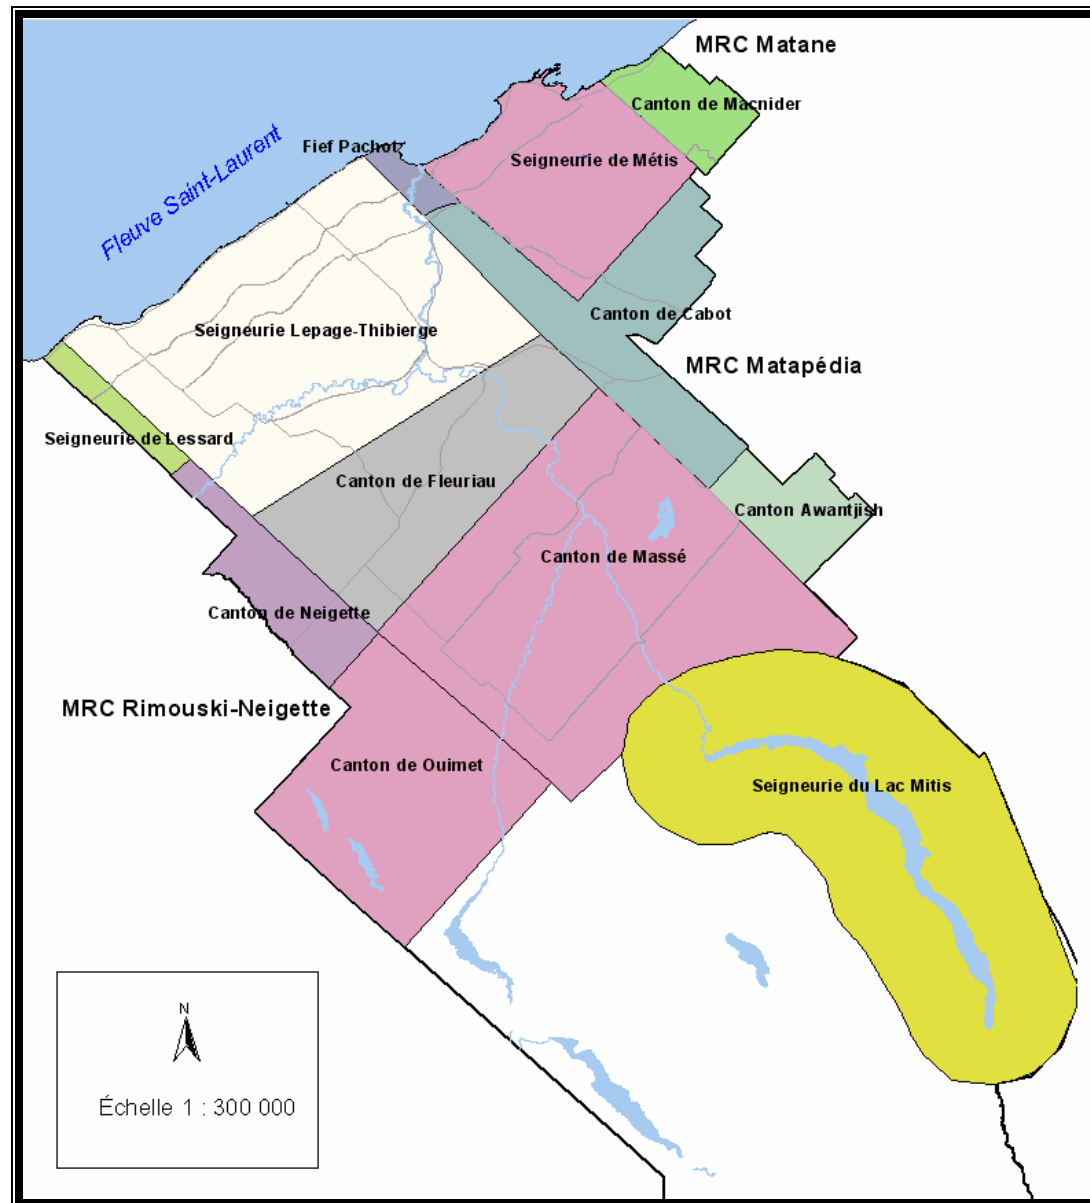 MRC Matane
Canton de Macnider
Fief Pachot
Seigneurie de Métis
Fleuve Saint-Laurent
Canton de Cabot
Seigneurie Lepage-Thibierge
MRC Matapédia
Seigneurie de Lessard
Canton de Fleuriau
Canton Awantjish
Canton de Massé
Canton de Neigette
MRC Rimouski-Neigette
Canton de Ouimet
Seigneurie du Lac Mitis
N
Échelle 1 : 300 000